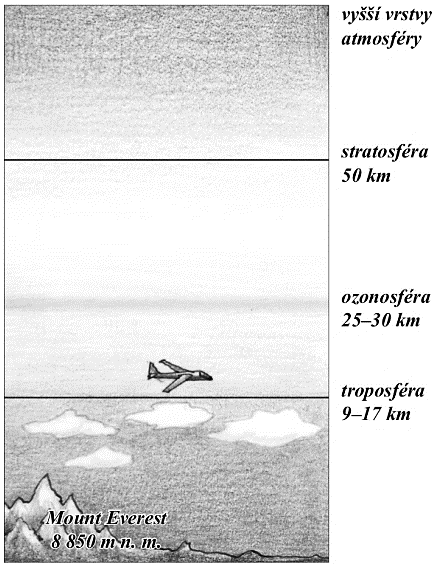 vyšší vrstvy
atmosféry
stratosféra
50 km
ozonosféra
25–30 km
troposféra
9–17 km
Mount Everest
8 850 m n. m.